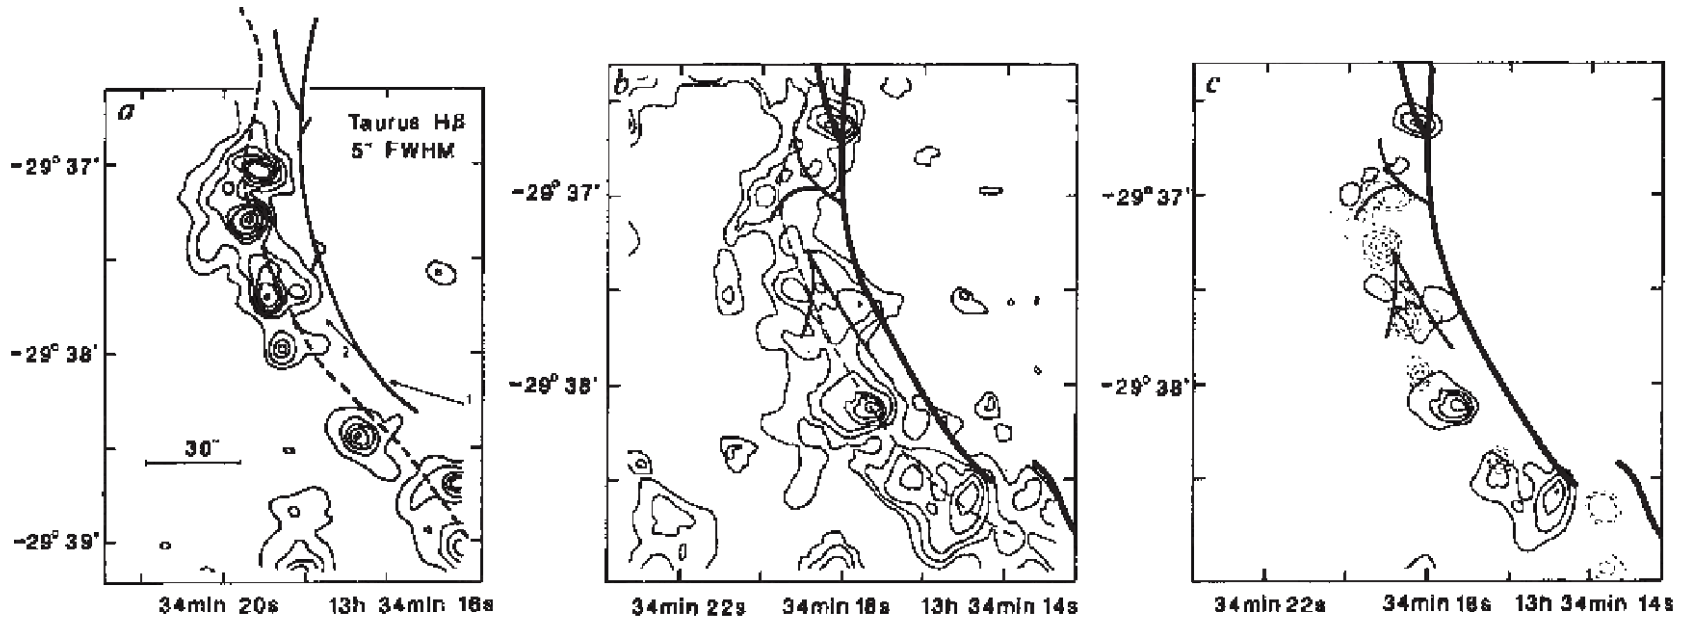 a
Taurus Hβ
5" FWHM
-29° 37'
-29° 38'
-29° 39'
30"
2
1
34min 20s 13h 34min 16s
b
-29° 37'
-29° 38'
34min 22s 34min 18s 13h 34min 14s
c
-29° 37'
-29° 38'
34min 22s 34min 18s 13h 34min 14s